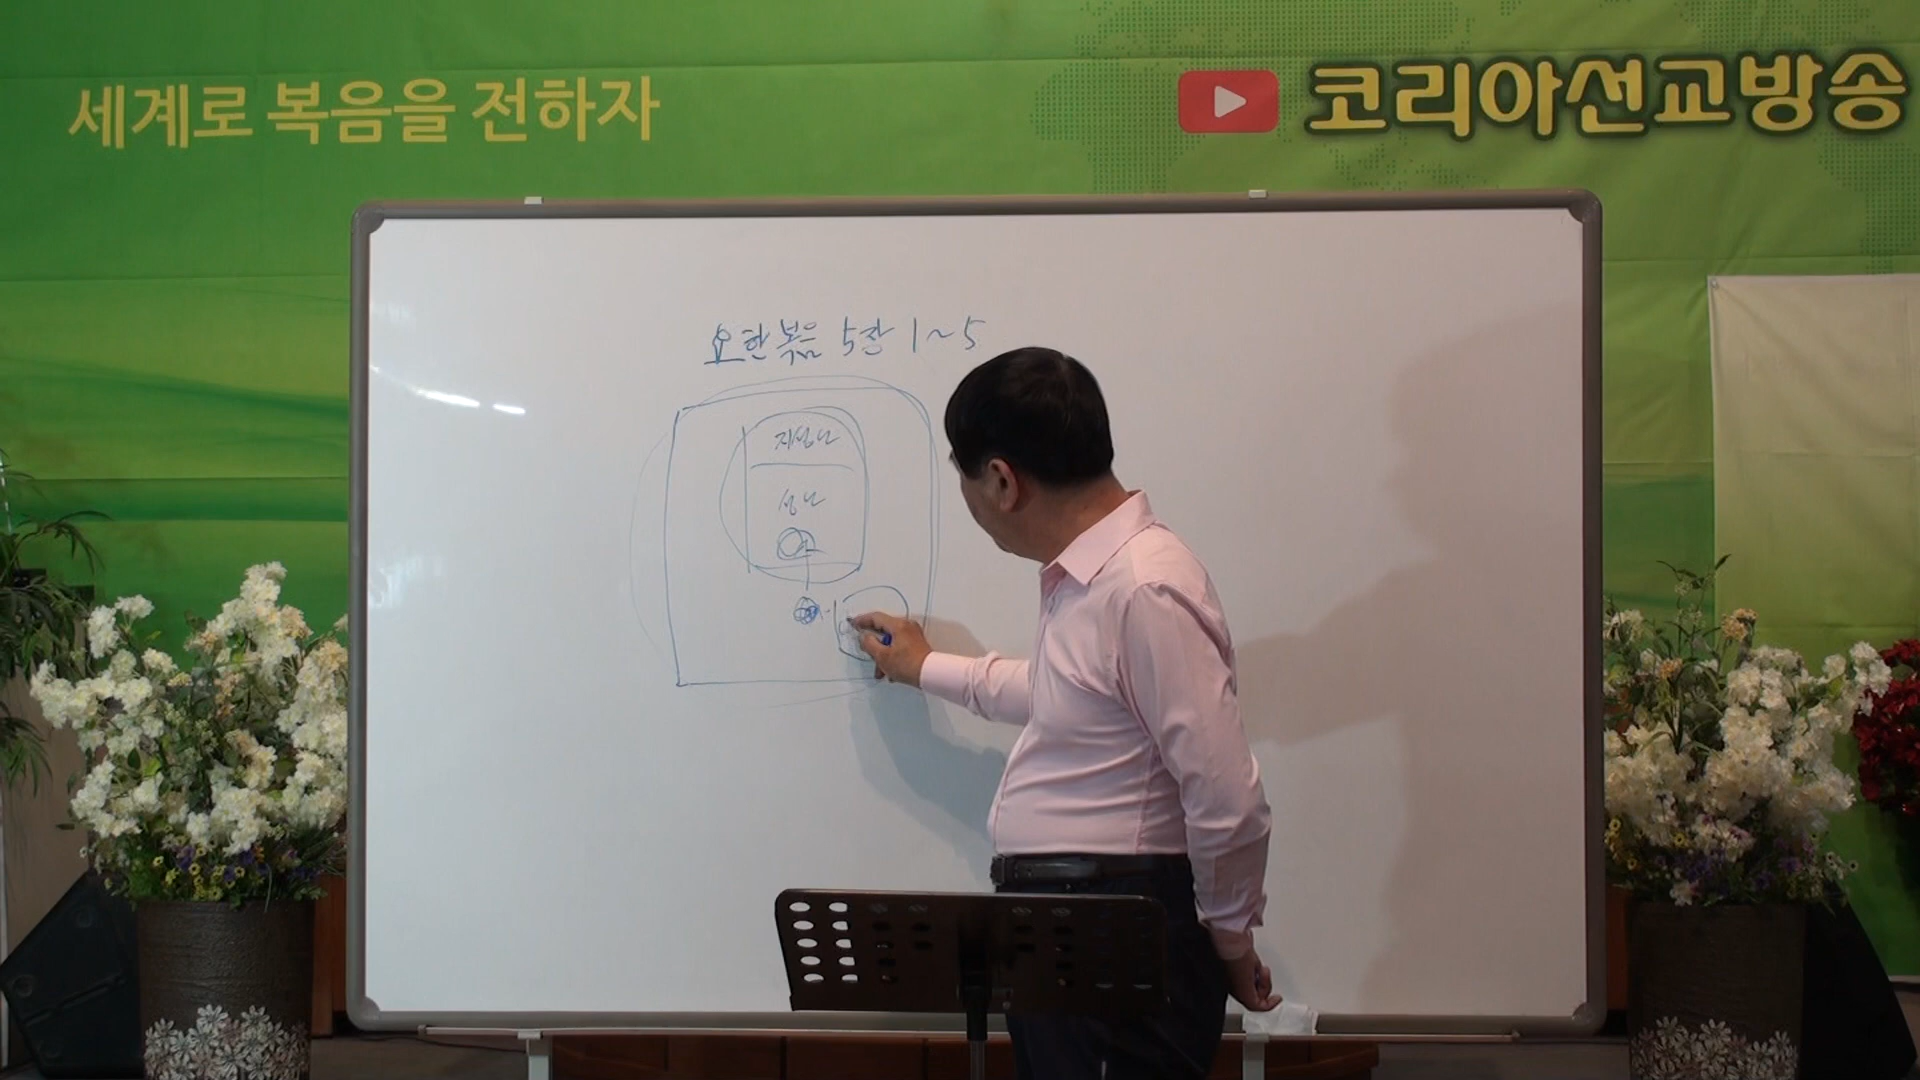 세계로 복음을 전하자
코리아선교방송
요한복음 5장 1~5
지성소
성소